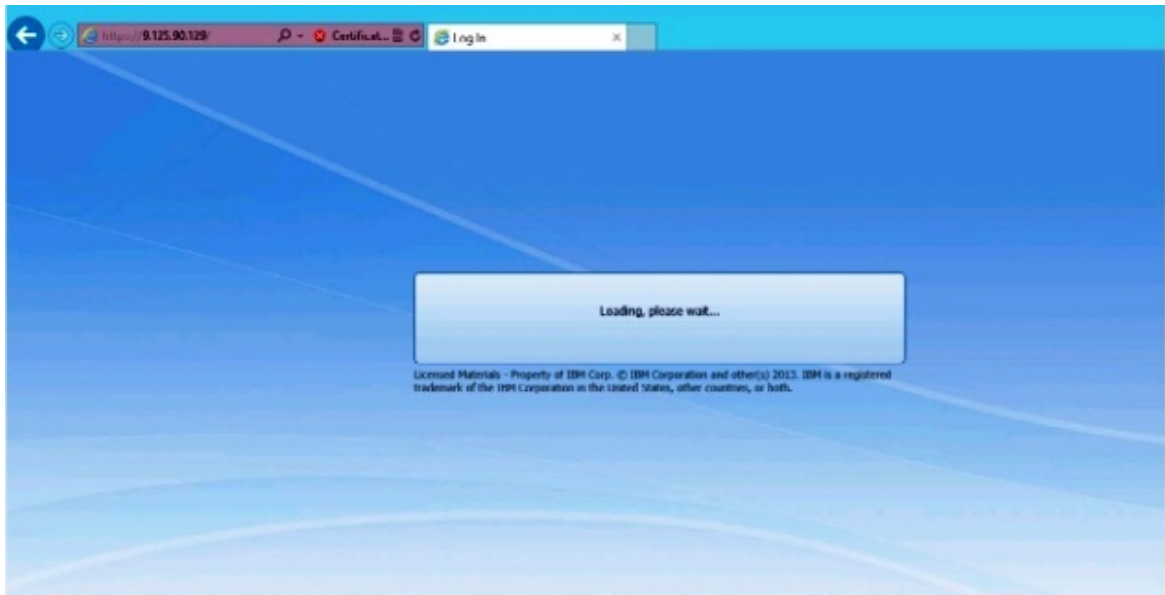 https://9.125.90.129/ Certificat... Log In
Loading, please wait...
Licensed Materials - Property of IBM Corp. © IBM Corporation and other(s) 2013. IBM is a registered
trademark of the IBM Corporation in the United States, other countries, or both.